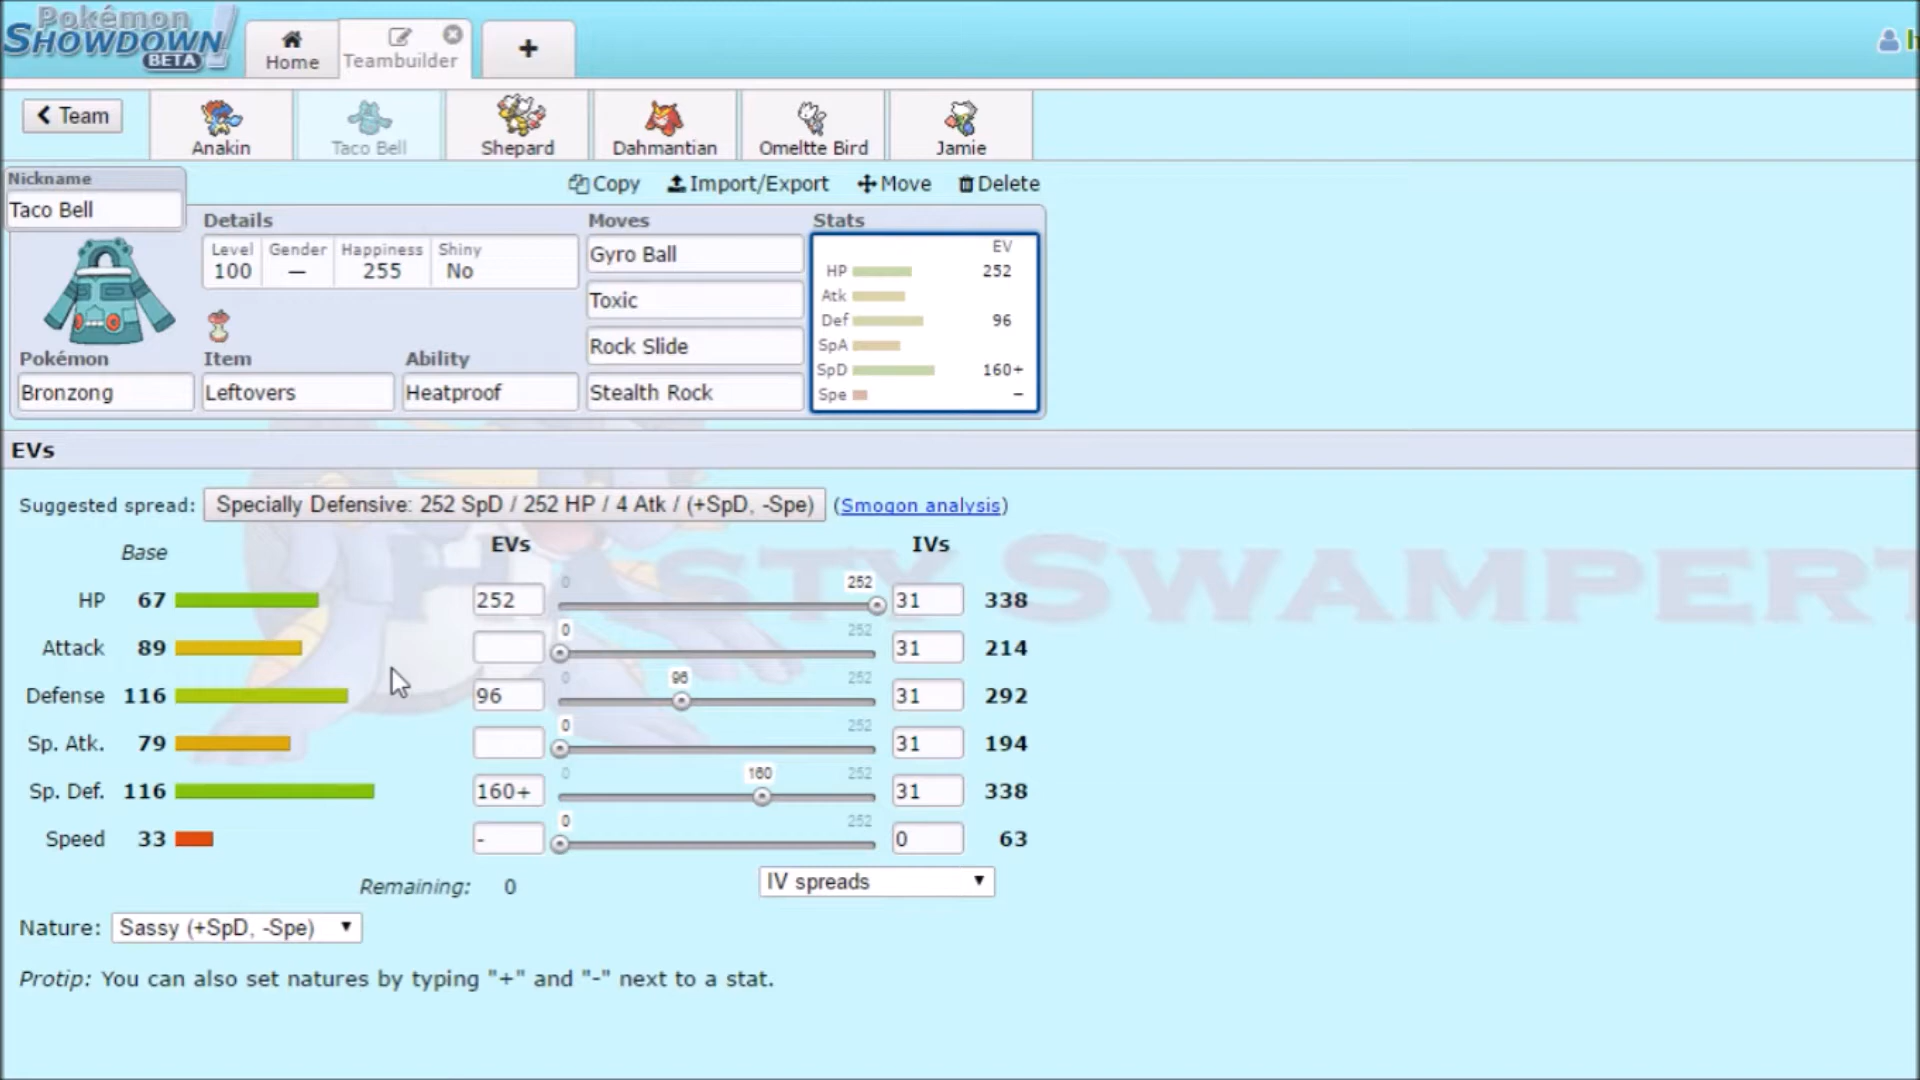 Pokémon
SHOWDOWN!
BETA
Home
Teambuilder
+
Team
Anakin
Taco Bell
Shepard
Dahmantian
Omeltte Bird
Jamie
Nickname
Taco Bell
Copy
Import/Export
Move
Delete
Details
Moves
Stats
Level
Gender
Happiness
Shiny
100
—
255
No
Gyro Ball
Toxic
Rock Slide
Stealth Rock
EV
HP 252
Atk
Def 96
SpA
SpD 160+
Spe –
Pokémon
Item
Ability
Bronzong
Leftovers
Heatproof
EVs
Suggested spread: Specially Defensive: 252 SpD / 252 HP / 4 Atk / (+SpD, -Spe) (Smogon analysis)
Base
EVs
IVs
HASTY SWAMPERT
0 252
HP 67 252 31 338
0 252
Attack 89 31 214
0 96 252
Defense 116 96 31 292
0 252
Sp. Atk. 79 31 194
0 160 252
Sp. Def. 116 160+ 31 338
0 252
Speed 33 - 0 63
Remaining: 0
IV spreads
Nature: Sassy (+SpD, -Spe)
Protip: You can also set natures by typing "+" and "-" next to a stat.